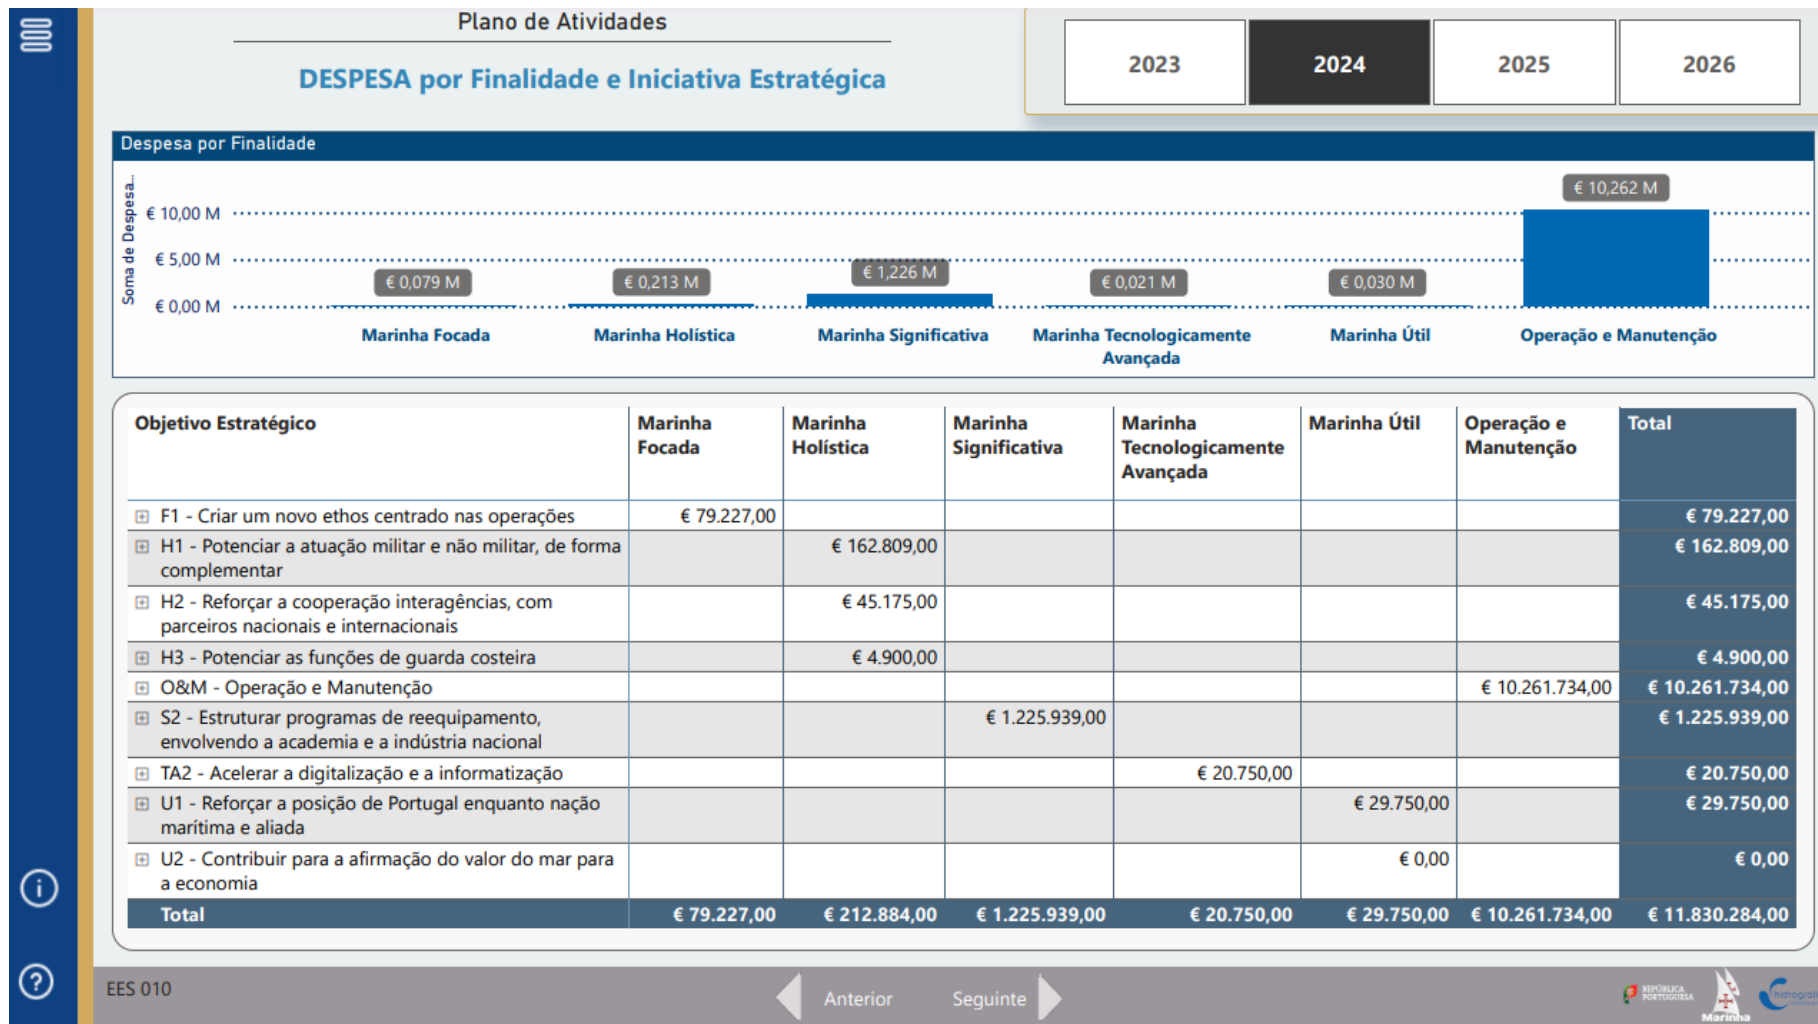 Plano de Atividades
DESPESA por Finalidade e Iniciativa Estratégica
2023 2024 2025 2026
Despesa por Finalidade
Soma de Despesa...
€ 10,00 M
€ 5,00 M
€ 0,00 M
€ 0,079 M € 0,213 M € 1,226 M € 0,021 M € 0,030 M € 10,262 M
Marinha Focada Marinha Holística Marinha Significativa Marinha Tecnologicamente Marinha Útil Operação e Manutenção
Avançada
Objetivo Estratégico Marinha Marinha Marinha Marinha Marinha Útil Operação e Total
Focada Holística Significativa Tecnologicamente Manutenção
Avançada
F1 - Criar um novo ethos centrado nas operações € 79.227,00 € 79.227,00
H1 - Potenciar a atuação militar e não militar, de forma € 162.809,00 € 162.809,00
complementar
H2 - Reforçar a cooperação interagências, com € 45.175,00 € 45.175,00
parceiros nacionais e internacionais
H3 - Potenciar as funções de guarda costeira € 4.900,00 € 4.900,00
O&M - Operação e Manutenção € 10.261.734,00 € 10.261.734,00
S2 - Estruturar programas de reequipamento, € 1.225.939,00 € 1.225.939,00
envolvendo a academia e a indústria nacional
TA2 - Acelerar a digitalização e a informatização € 20.750,00 € 20.750,00
U1 - Reforçar a posição de Portugal enquanto nação € 29.750,00 € 29.750,00
marítima e aliada
U2 - Contribuir para a afirmação do valor do mar para € 0,00 € 0,00
a economia
Total € 79.227,00 € 212.884,00 € 1.225.939,00 € 20.750,00 € 29.750,00 € 10.261.734,00 € 11.830.284,00
EES 010
Anterior Seguinte
REPÚBLICA
PORTUGUESA
Marinha